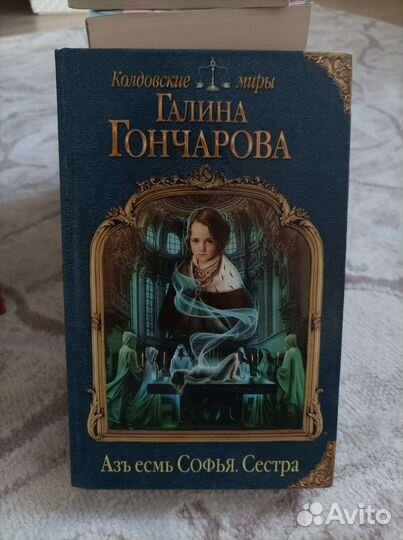 Колдовские миры
ГАЛИНА
ГОНЧАРОВА
Азъ есмь СОФЬЯ. СЕСТРА
Avito